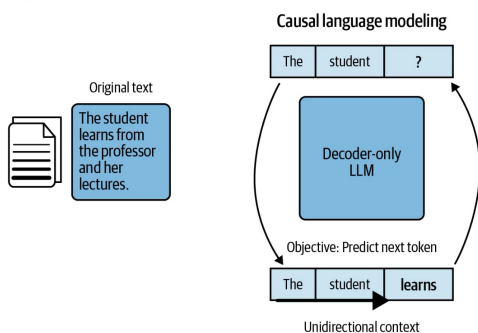 Causal language modeling
The student ?
Original text
The student
learns from
the professor
and her
lectures.
Decoder-only
LLM
Objective: Predict next token
The student learns
Unidirectional context